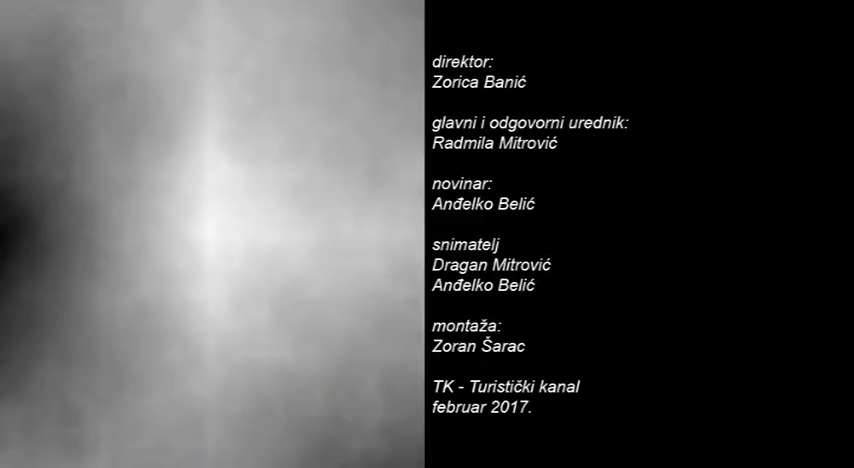 direktor:
Zorica Banić
glavni i odgovorni urednik:
Radmila Mitrović
novinar:
Anđelko Belić
snimatelj
Dragan Mitrović
Anđelko Belić
montaža:
Zoran Šarac
TK - Turistički kanal
februar 2017.